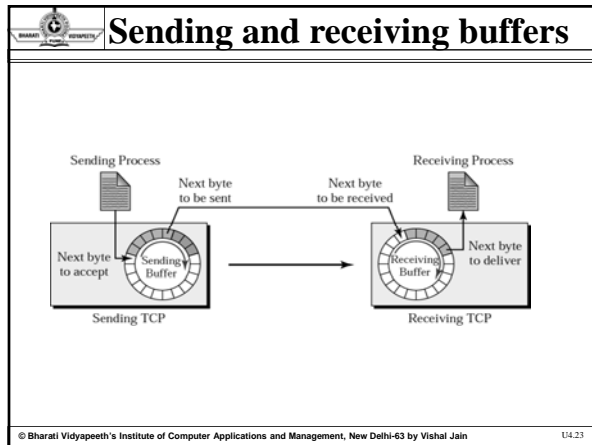 BHARATI VIDYAPEETH
Sending and receiving buffers
Sending Process
Receiving Process
Next byte
to be sent
Next byte
to be received
Next byte
to accept
Sending
Buffer
Receiving
Buffer
Next byte
to deliver
Sending TCP
Receiving TCP
© Bharati Vidyapeeth's Institute of Computer Applications and Management, New Delhi-63 by Vishal Jain
U4.23